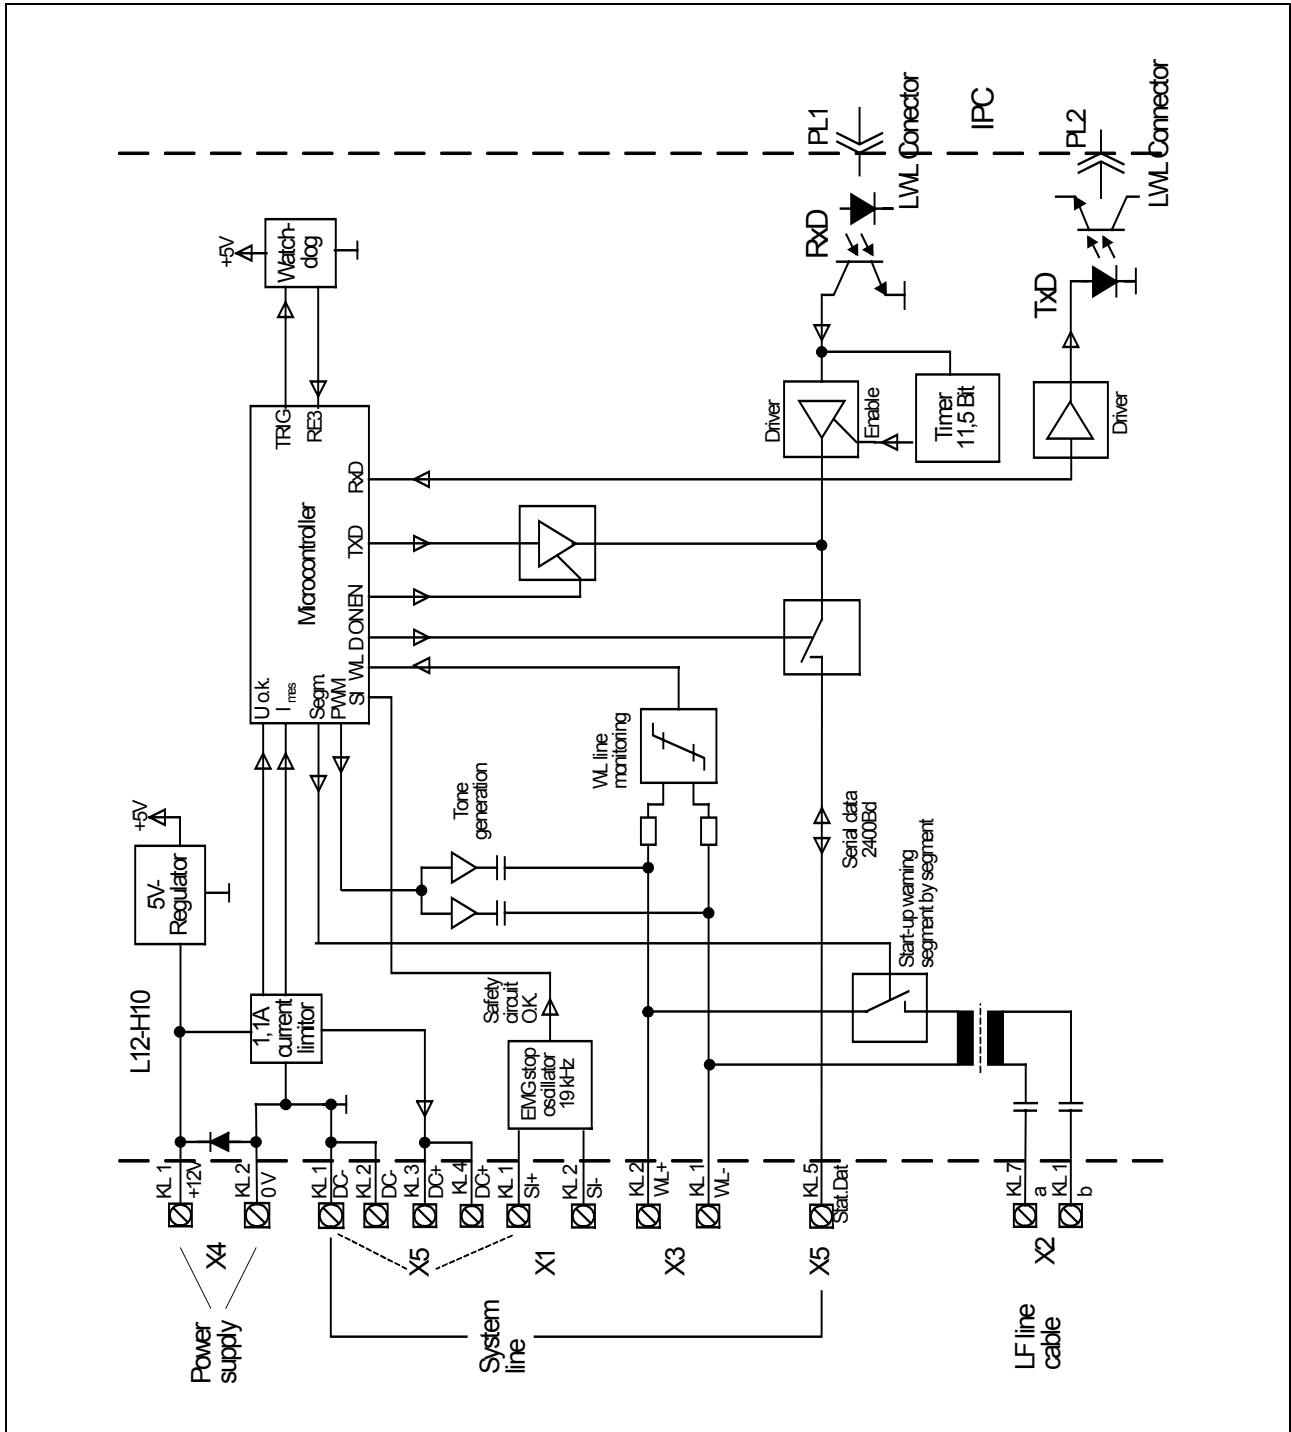 L12-H10
Power
supply
X4
KL 1
+12V
KL 2
0 V
System
line
X5
KL 1
DC-
KL 2
DC-
KL 3
DC+
KL 4
DC+
X1
KL 1
SI+
KL 2
SI-
X3
KL 2
WL+
KL 1
WL-
X5
KL 5
Stat.Dat
LF line
cable
X2
KL 7
a
KL 1
b
5V-
Regulator
+5V
1,1A
current
limitor
EMG stop
oscillator
19 kHz
Safety
circuit
O.K.
Tone
generation
WL line
monitoring
Start-up warning
segment by segment
Serial data
2400Bd
Microcontroller
U o.k.
I mes
Segm.
PWM
SI
WL
D ON
EN
TXD
RxD
TRIG
RE3
Watch-
dog
+5V
Driver
Enable
Timer
11,5 Bit
Driver
RxD
TxD
PL1
LWL Conector
IPC
PL2
LWL Connector